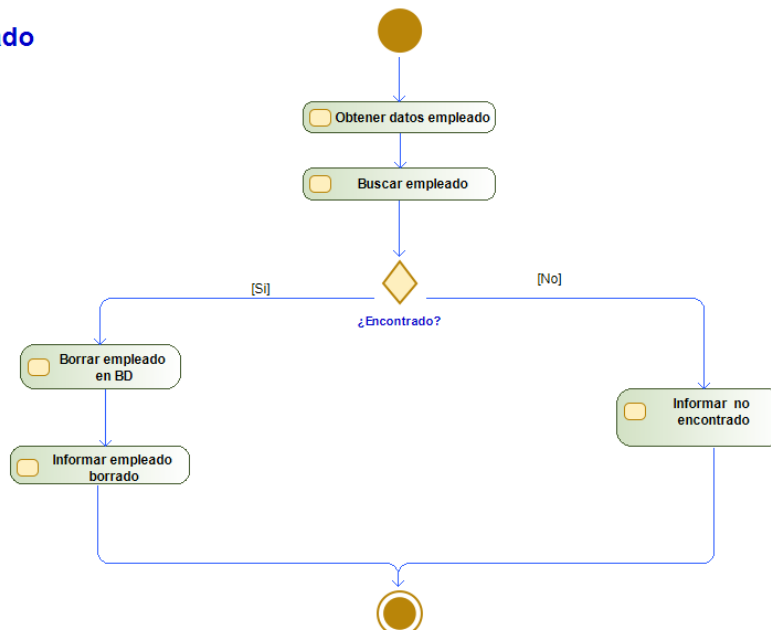 ado
Obtener datos empleado
Buscar empleado
[Si]
[No]
¿Encontrado?
Borrar empleado
en BD
Informar no
encontrado
Informar empleado
borrado